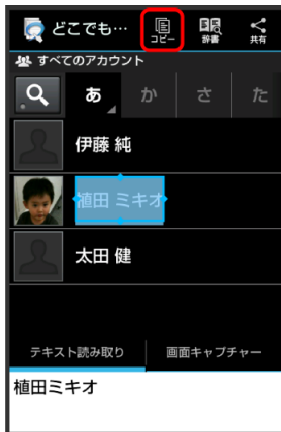 どこでも… コピー 辞書 共有
すべてのアカウント
あ か さ た
伊藤 純
植田 ミキオ
太田 健
テキスト読み取り 画面キャプチャー
植田ミキオ